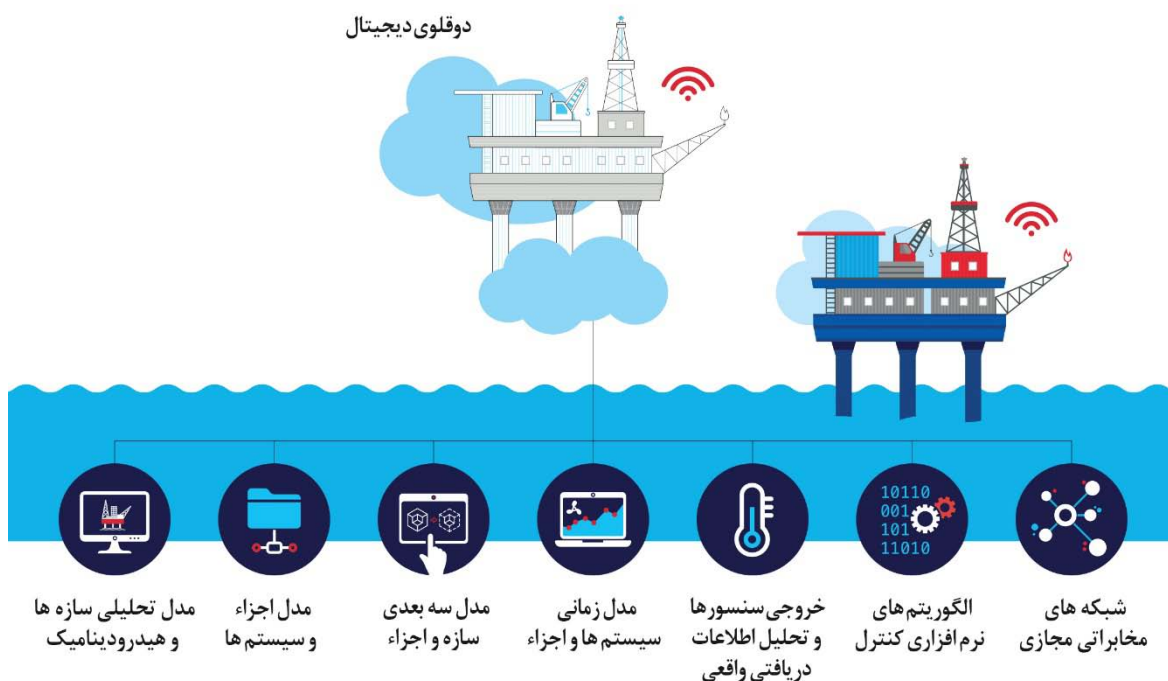 دوقلوی دیجیتال
10110
001
101
11010
شبکه های
مخابراتی مجازی
الگوریتم‌های
نرم افزاری کنترل
خروجی سنسورها
و تحلیل اطلاعات
دریافتی واقعی
مدل زمانی
سیستم ها و اجزاء
مدل سه بعدی
سازه و اجزاء
مدل اجزاء
و سیستم ها
مدل تحلیلی سازه ها
و هیدرودینامیک